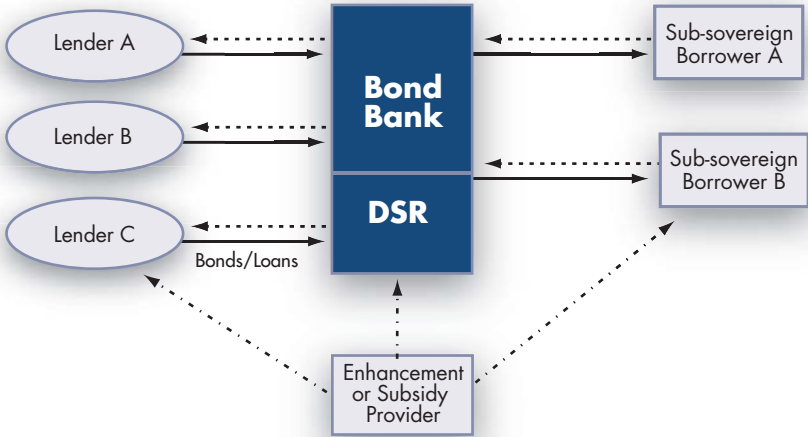 Lender A
Lender B
Lender C
Bonds/Loans
Bond
Bank
DSR
Sub-sovereign
Borrower A
Sub-sovereign
Borrower B
Enhancement
or Subsidy
Provider